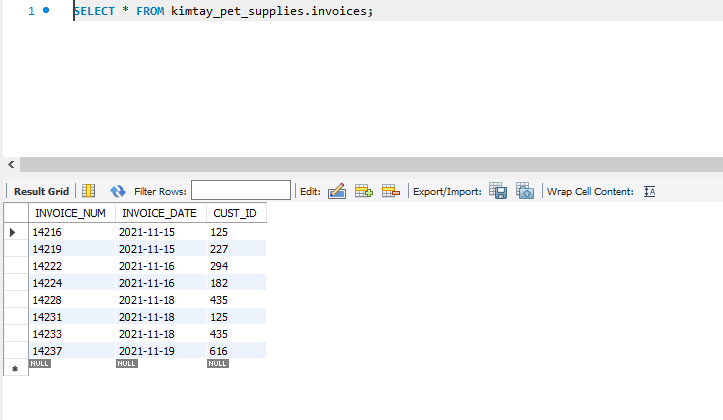 1 SELECT * FROM kimtay_pet_supplies.invoices;
Result Grid Filter Rows: Edit: Export/Import: Wrap Cell Content: IA
INVOICE_NUM INVOICE_DATE CUST_ID
14216 2021-11-15 125
14219 2021-11-15 227
14222 2021-11-16 294
14224 2021-11-16 182
14228 2021-11-18 435
14231 2021-11-18 125
14233 2021-11-18 435
14237 2021-11-19 616
NULL NULL NULL